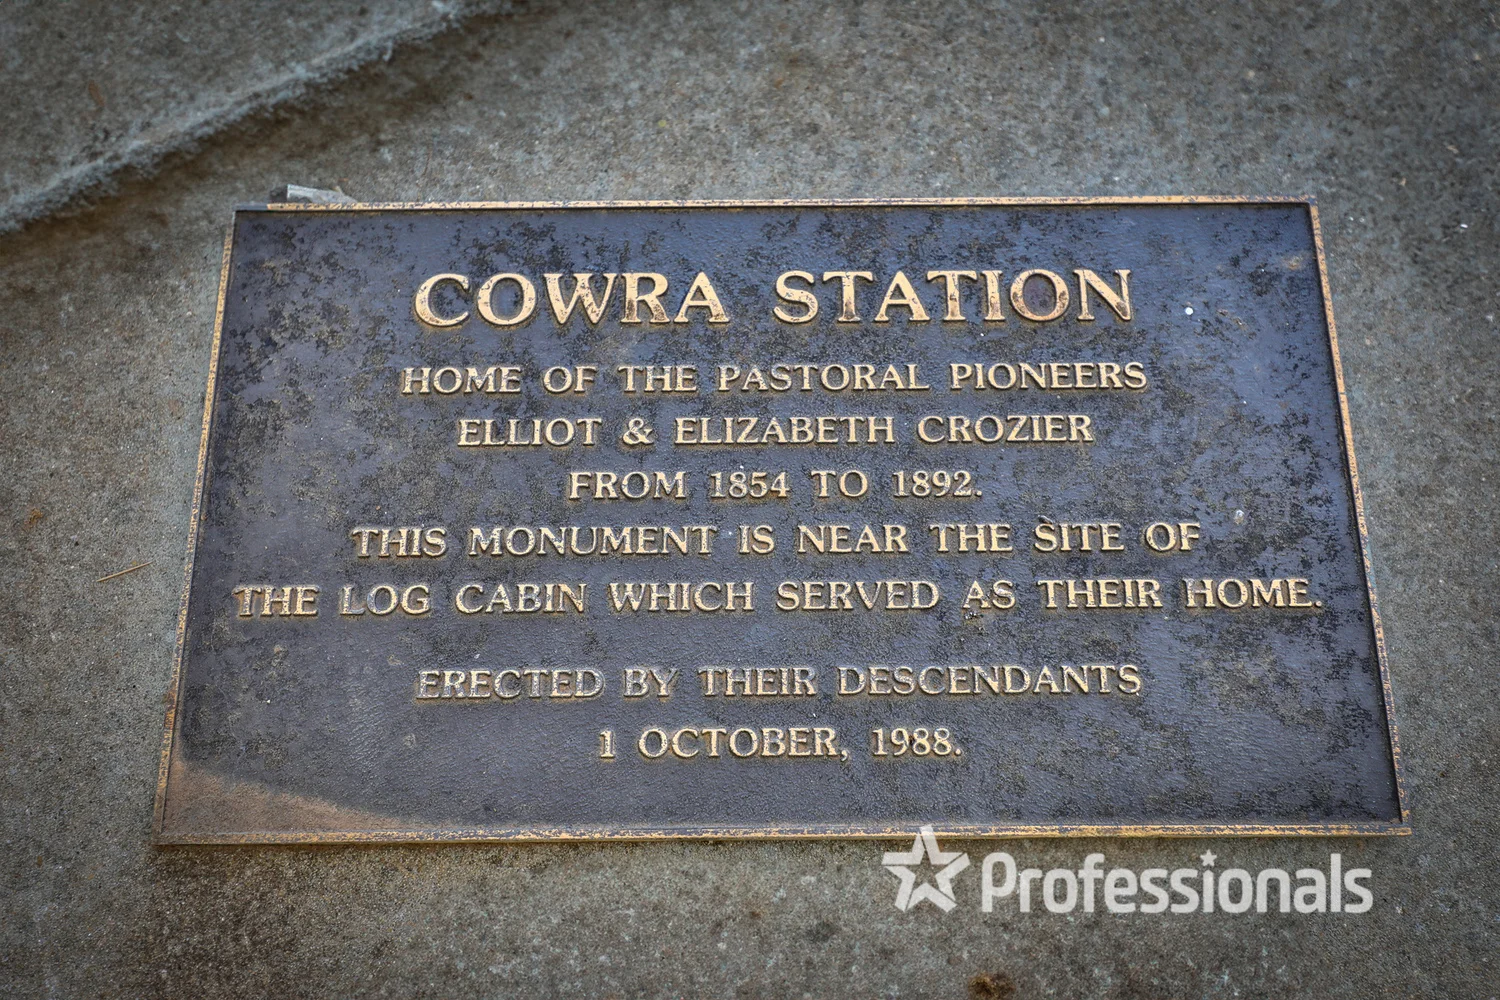 COWRA STATION
HOME OF THE PASTORAL PIONEERS
ELLIOT & ELIZABETH CROZIER
FROM 1854 TO 1892.
THIS MONUMENT IS NEAR THE SITE OF
THE LOG CABIN WHICH SERVED AS THEIR HOME.
ERECTED BY THEIR DESCENDANTS
1 OCTOBER, 1988.
Professionals